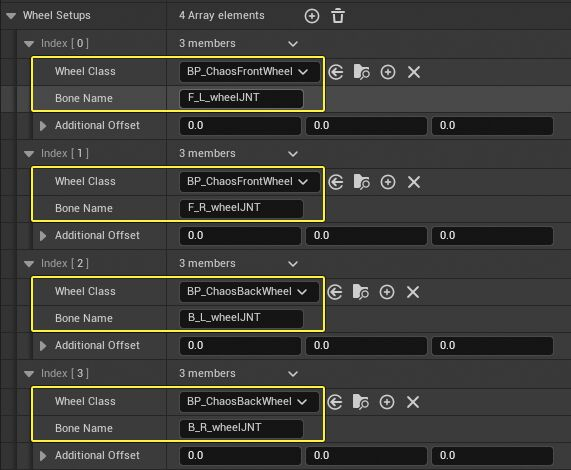 Wheel Setups 4 Array elements
Index [ 0 ] 3 members
Wheel Class BP_ChaosFrontWheel
Bone Name F_L_wheelJNT
Additional Offset 0.0 0.0 0.0
Index [ 1 ] 3 members
Wheel Class BP_ChaosFrontWheel
Bone Name F_R_wheelJNT
Additional Offset 0.0 0.0 0.0
Index [ 2 ] 3 members
Wheel Class BP_ChaosBackWheel
Bone Name B_L_wheelJNT
Additional Offset 0.0 0.0 0.0
Index [ 3 ] 3 members
Wheel Class BP_ChaosBackWheel
Bone Name B_R_wheelJNT
Additional Offset 0.0 0.0 0.0